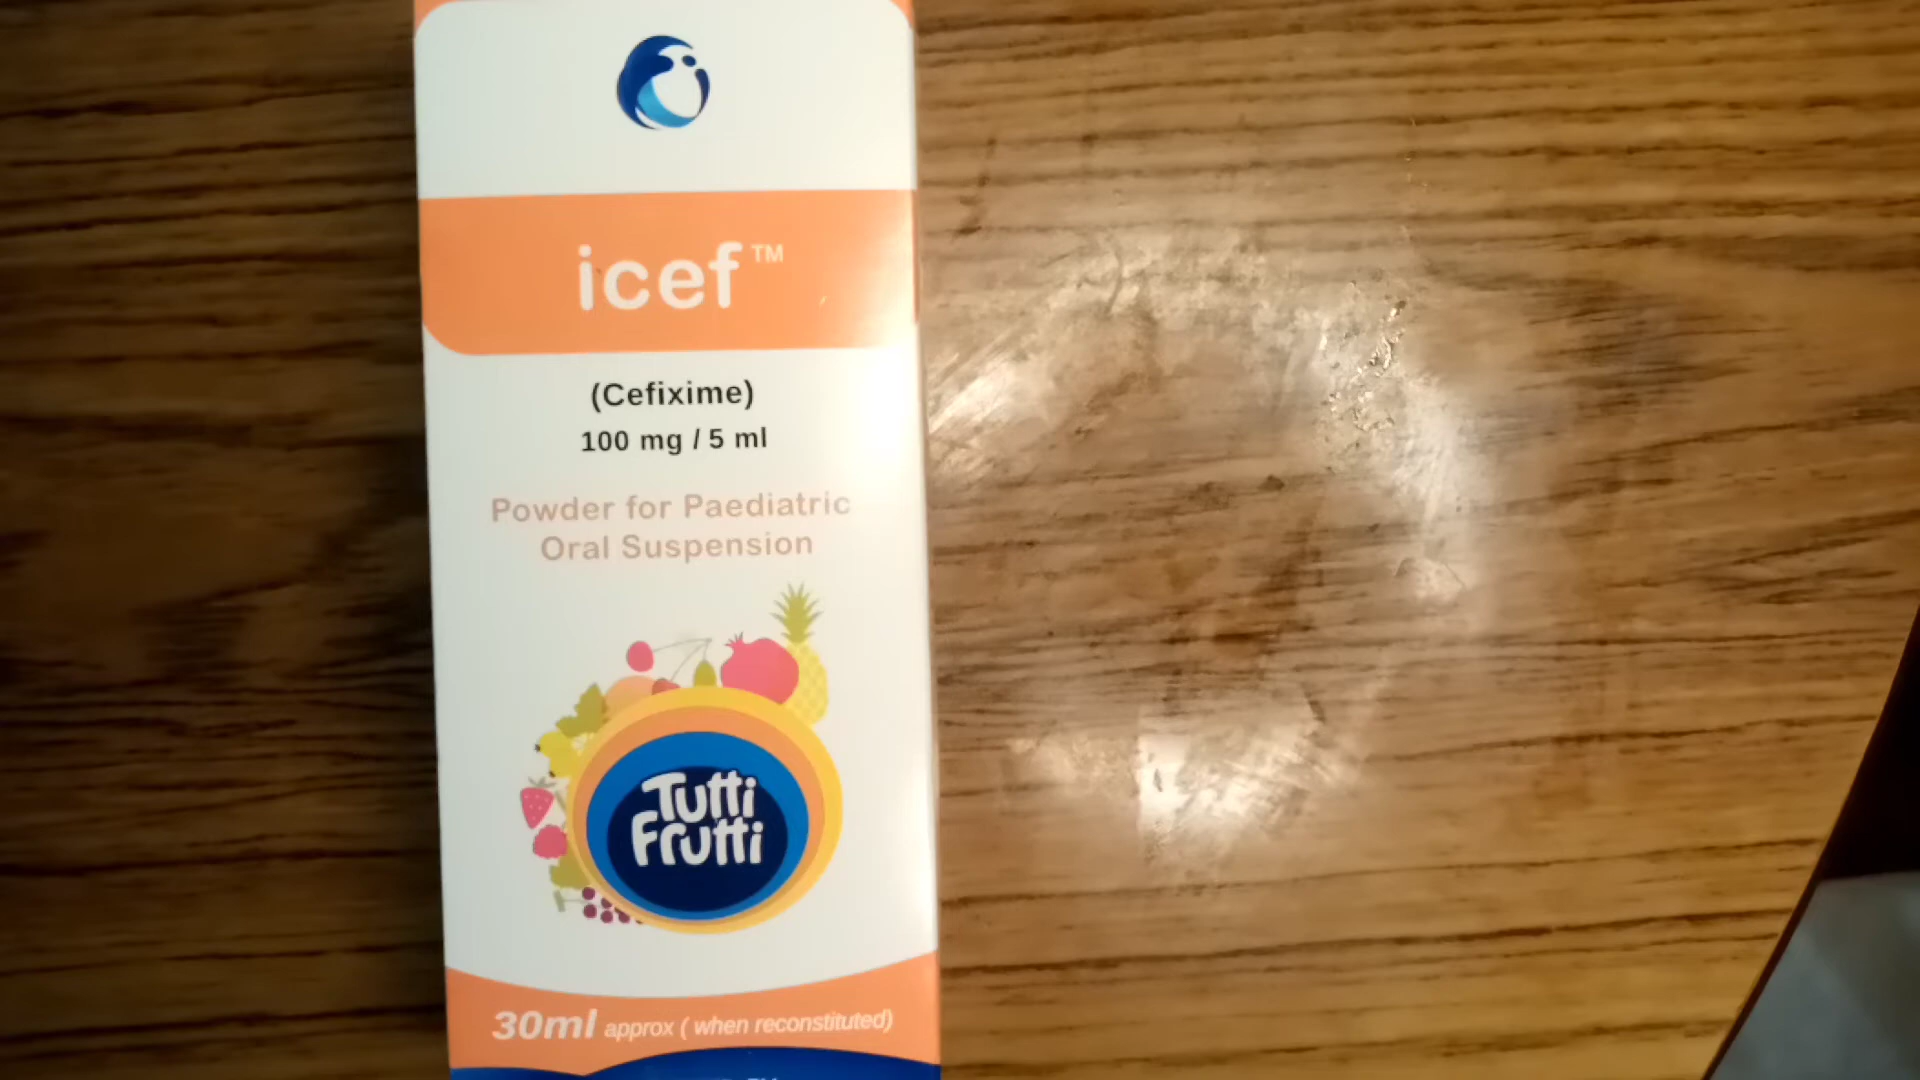 icef™
(Cefixime)
100 mg / 5 ml
Powder for Paediatric
Oral Suspension
Tutti
Frutti
30ml approx ( when reconstituted)